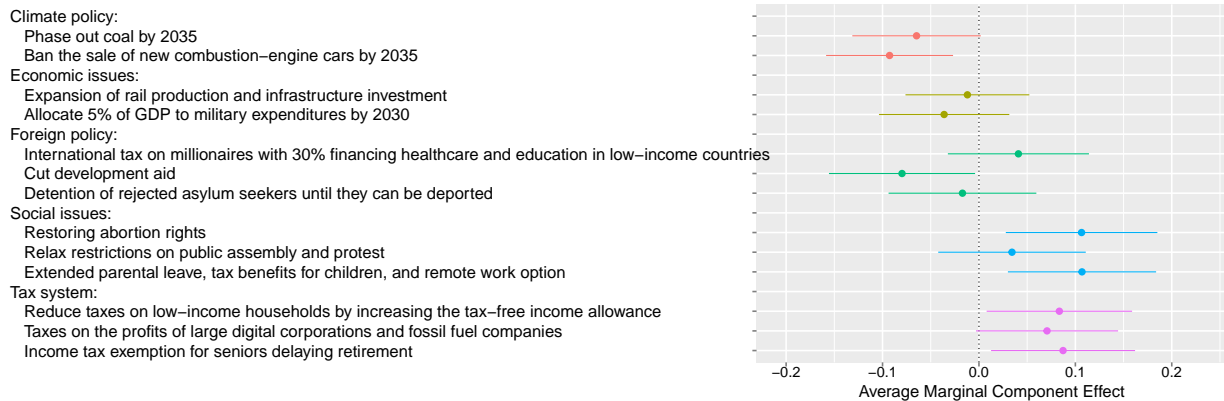 Climate policy:
Phase out coal by 2035
Ban the sale of new combustion−engine cars by 2035
Economic issues:
Expansion of rail production and infrastructure investment
Allocate 5% of GDP to military expenditures by 2030
Foreign policy:
International tax on millionaires with 30% financing healthcare and education in low−income countries
Cut development aid
Detention of rejected asylum seekers until they can be deported
Social issues:
Restoring abortion rights
Relax restrictions on public assembly and protest
Extended parental leave, tax benefits for children, and remote work option
Tax system:
Reduce taxes on low−income households by increasing the tax−free income allowance
Taxes on the profits of large digital corporations and fossil fuel companies
Income tax exemption for seniors delaying retirement
−0.2 −0.1 0.0 0.1 0.2
Average Marginal Component Effect